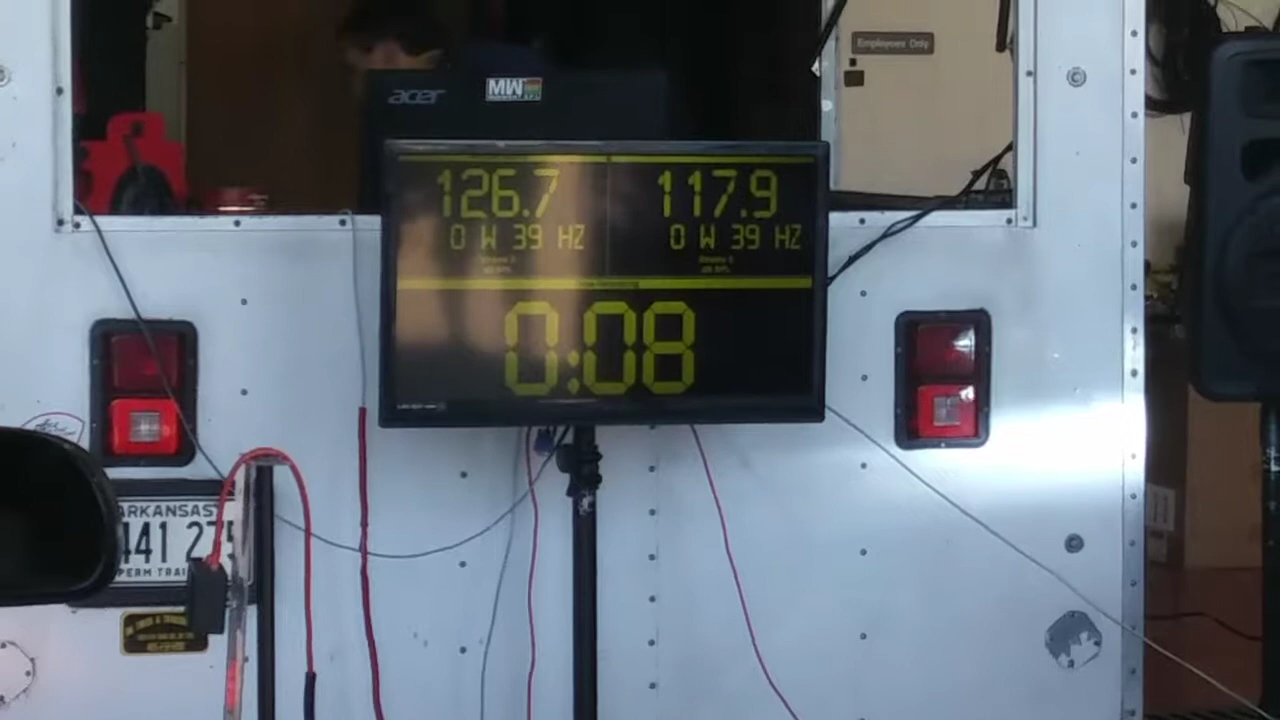 Employees Only
acer
MW
126.7
117.9
0 W 39 HZ
0 W 39 HZ
0:08
ARKANSAS
441 275
PERM TRAI